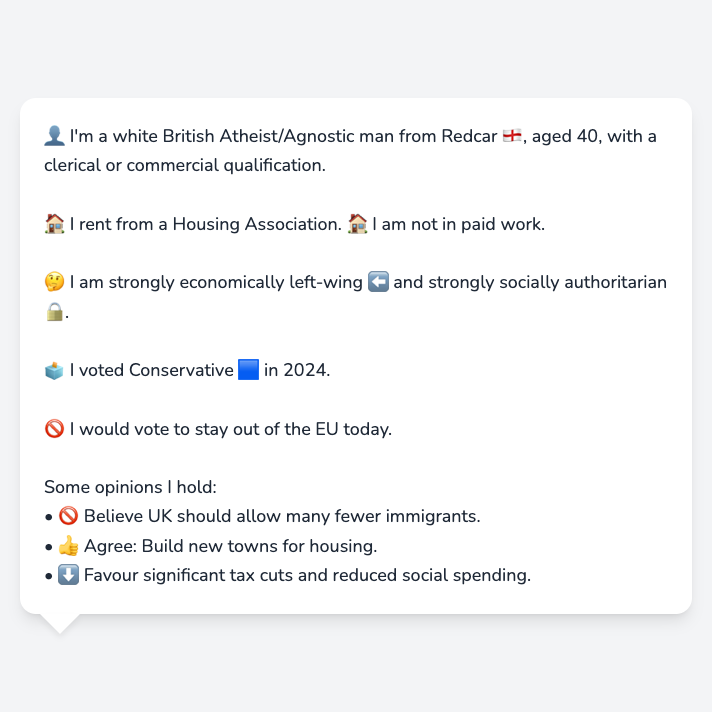 👤 I'm a white British Atheist/Agnostic man from Redcar 🏴󠁧󠁢󠁥󠁮󠁧󠁿, aged 40, with a
clerical or commercial qualification.
🏠 I rent from a Housing Association. 🏠 I am not in paid work.
🤔 I am strongly economically left-wing ⬅️ and strongly socially authoritarian
🔒.
🗳️ I voted Conservative 🟦 in 2024.
🚫 I would vote to stay out of the EU today.
Some opinions I hold:
• 🚫 Believe UK should allow many fewer immigrants.
• 👍 Agree: Build new towns for housing.
• ⬇️ Favour significant tax cuts and reduced social spending.